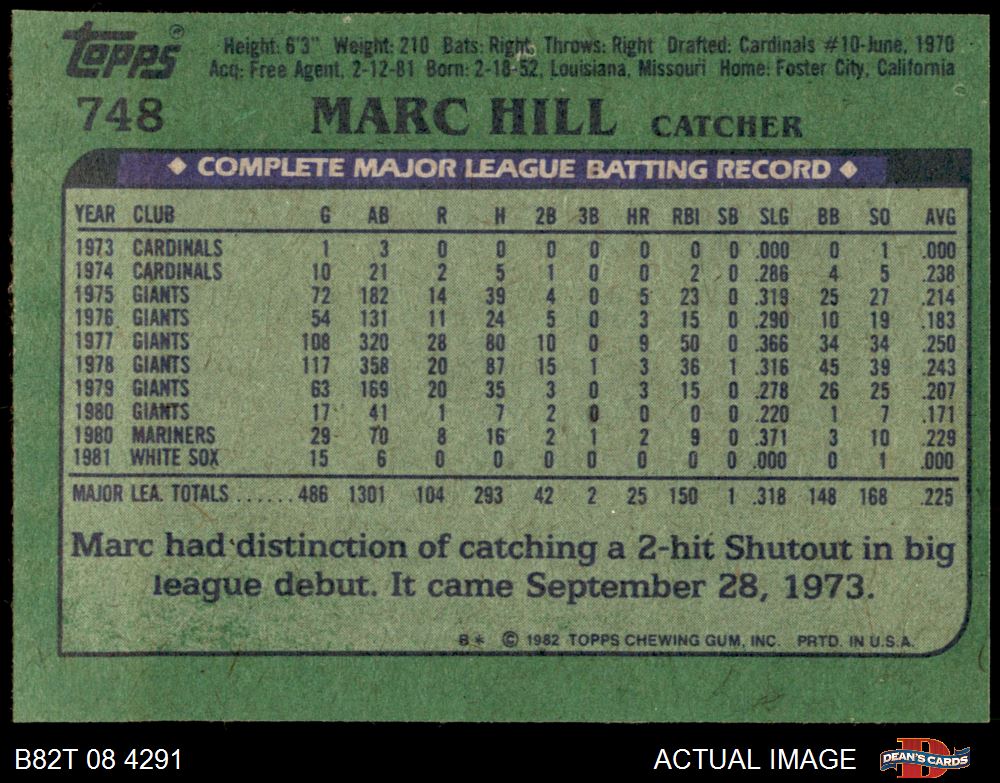 topps®
Height: 6'3" Weight: 210 Bats: Right, Throws: Right Drafted: Cardinals #10-June, 1970
Acq: Free Agent, 2-12-81 Born: 2-18-52, Louisiana, Missouri Home: Foster City, California
748 MARC HILL CATCHER
COMPLETE MAJOR LEAGUE BATTING RECORD
YEAR CLUB G AB R H 2B 3B HR RBI SB SLG BB SO AVG
1973 CARDINALS 1 3 0 0 0 0 0 0 0 .000 0 1 .000
1974 CARDINALS 10 21 2 5 1 0 0 2 0 .286 4 5 .238
1975 GIANTS 72 182 14 39 4 0 5 23 0 .319 25 27 .214
1976 GIANTS 54 131 11 24 5 0 3 15 0 .290 10 19 .183
1977 GIANTS 108 320 28 80 10 0 9 50 0 .366 34 34 .250
1978 GIANTS 117 358 20 87 15 1 3 36 1 .316 45 39 .243
1979 GIANTS 63 169 20 35 3 0 3 15 0 .278 26 25 .207
1980 GIANTS 17 41 1 7 2 0 0 0 0 .220 1 7 .171
1980 MARINERS 29 70 8 16 2 1 2 9 0 .371 3 10 .229
1981 WHITE SOX 15 6 0 0 0 0 0 0 0 .000 0 1 .000
MAJOR LEA. TOTALS ...... 486 1301 104 293 42 2 25 150 1 .318 148 168 .225
Marc had distinction of catching a 2-hit Shutout in big
league debut. It came September 28, 1973.
B* © 1982 TOPPS CHEWING GUM, INC. PRTD. IN U.S.A.
B82T 08 4291 ACTUAL IMAGE DEAN'S CARDS